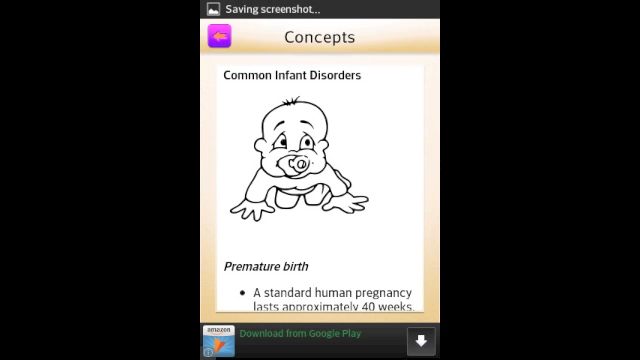 Saving screenshot...
Concepts
Common Infant Disorders
Premature birth
• A standard human pregnancy
lasts approximately 40 weeks.
amazon
Download from Google Play